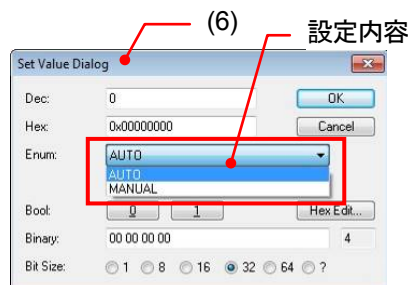 (6)
設定内容
Set Value Dialog
Dec: 0 OK
Hex: 0x00000000 Cancel
Enum: AUTO
AUTO
MANUAL
Bool: 0 1 Hex Edit...
Binary: 00 00 00 00 4
Bit Size: 1 8 16 32 64 ?